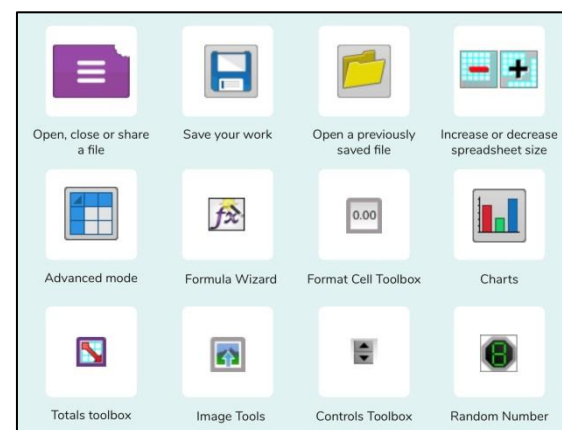 Open, close or share
a file
Save your work
Open a previously
saved file
Increase or decrease
spreadsheet size
Advanced mode
fx
Formula Wizard
0.00
Format Cell Toolbox
Charts
Totals toolbox
Image Tools
Controls Toolbox
Random Number